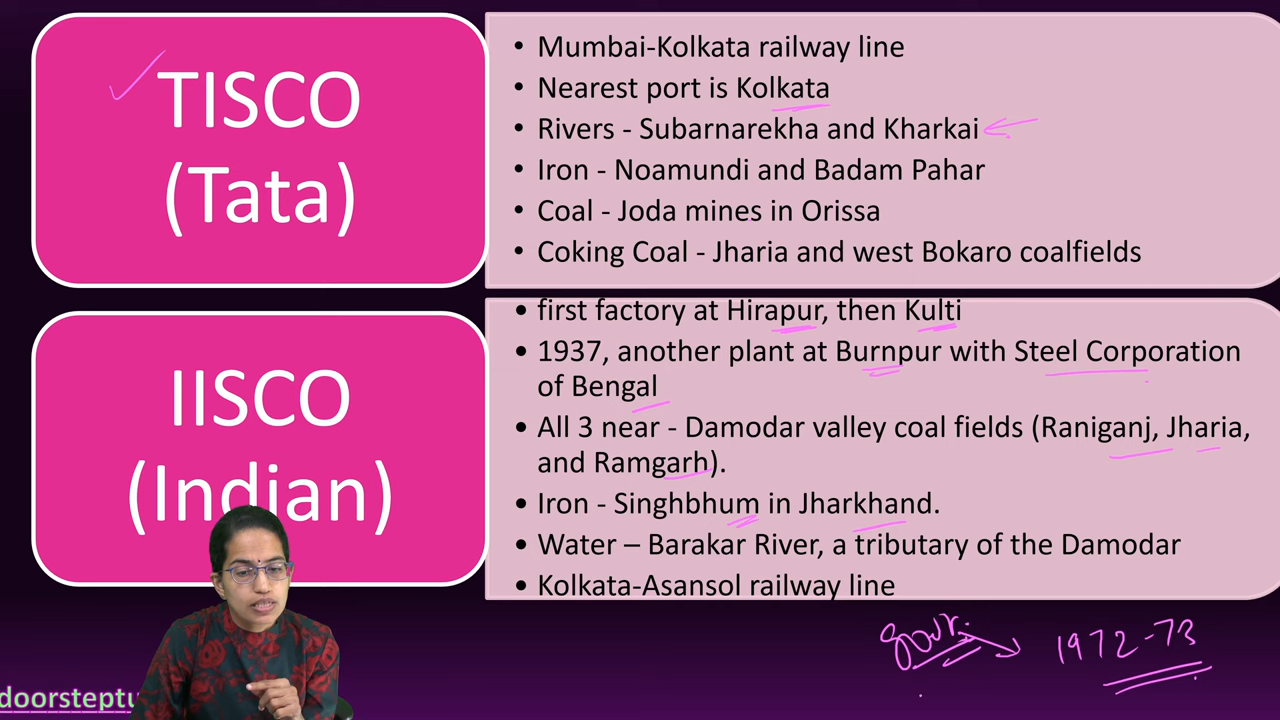 TISCO
(Tata)
• Mumbai-Kolkata railway line
• Nearest port is Kolkata
• Rivers - Subarnarekha and Kharkai
• Iron - Noamundi and Badam Pahar
• Coal - Joda mines in Orissa
• Coking Coal - Jharia and west Bokaro coalfields
IISCO
(Indian)
• first factory at Hirapur, then Kulti
• 1937, another plant at Burnpur with Steel Corporation
of Bengal
• All 3 near - Damodar valley coal fields (Raniganj, Jharia,
and Ramgarh).
• Iron - Singhbhum in Jharkhand.
• Water – Barakar River, a tributary of the Damodar
• Kolkata-Asansol railway line
Govt. 1972-73
doorsteptu